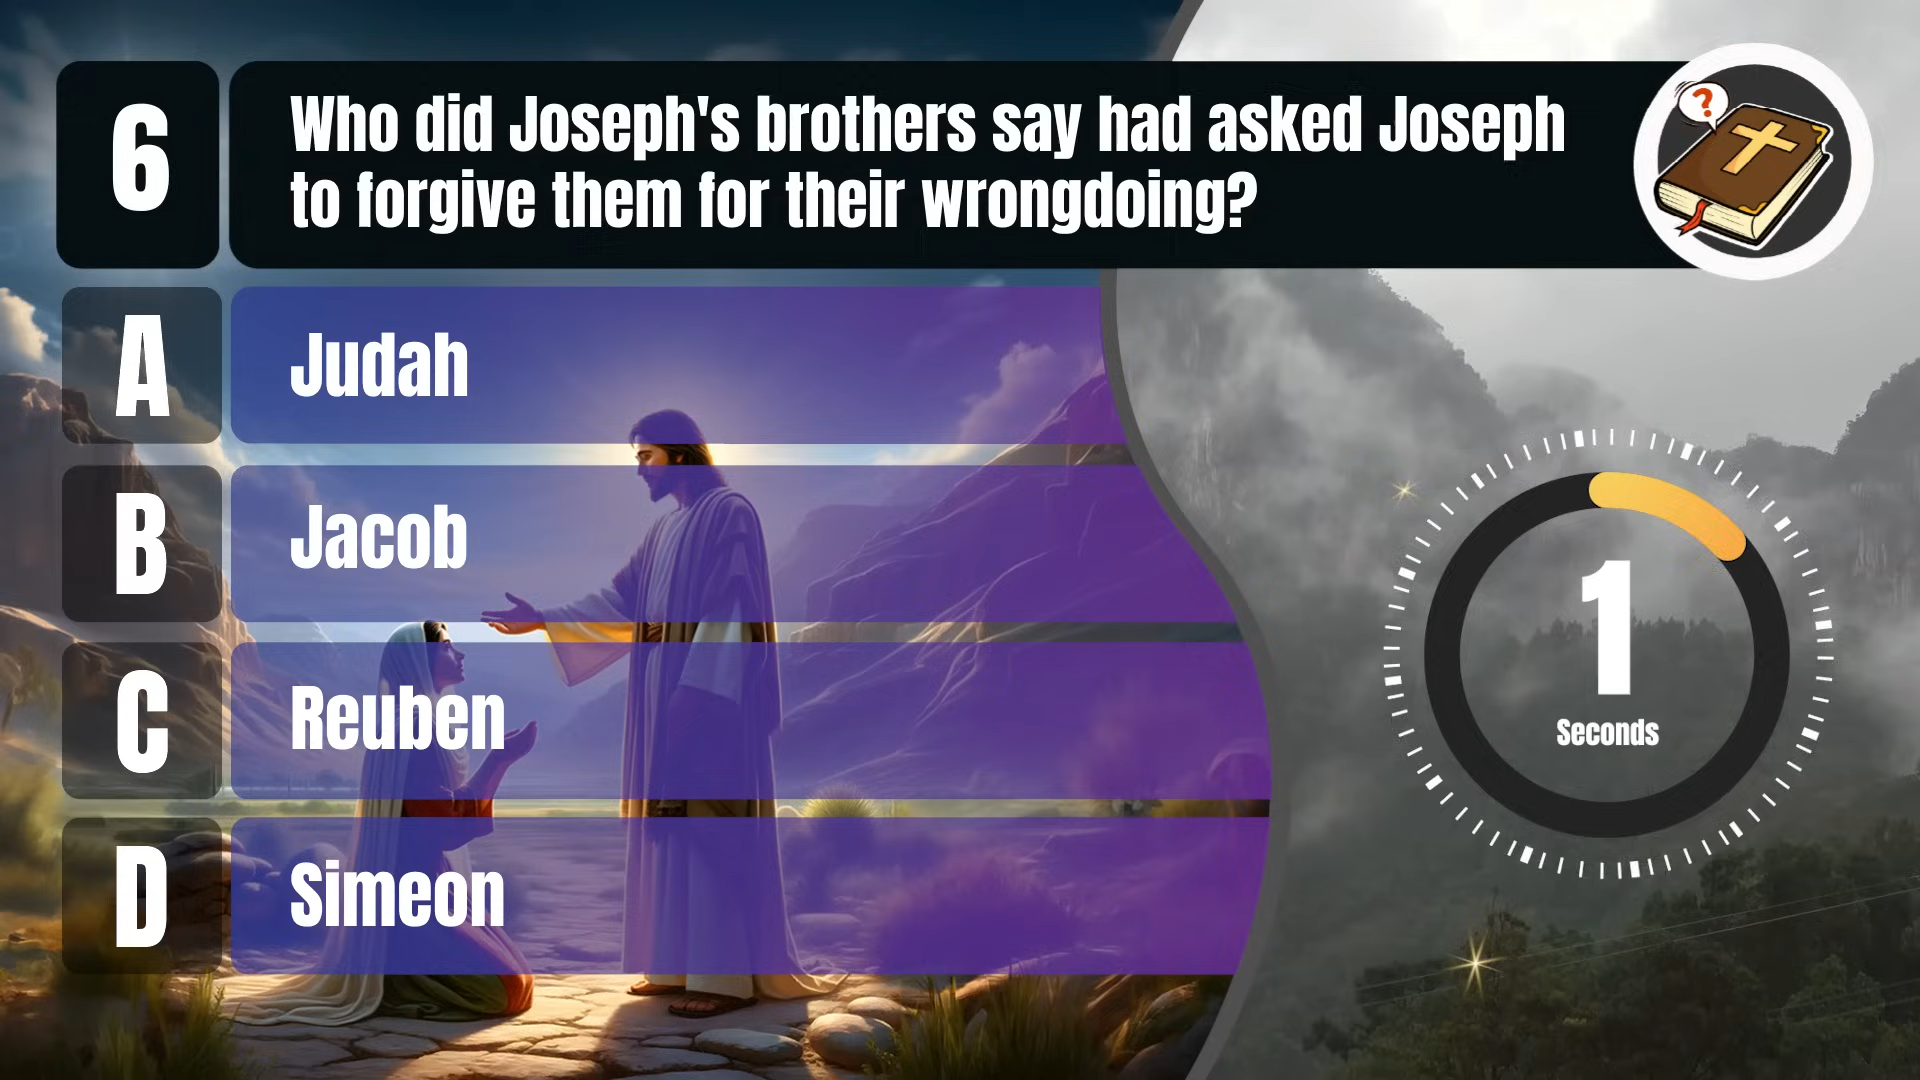 6
Who did Joseph's brothers say had asked Joseph
to forgive them for their wrongdoing?
?
A
Judah
B
Jacob
C
Reuben
D
Simeon
1
Seconds